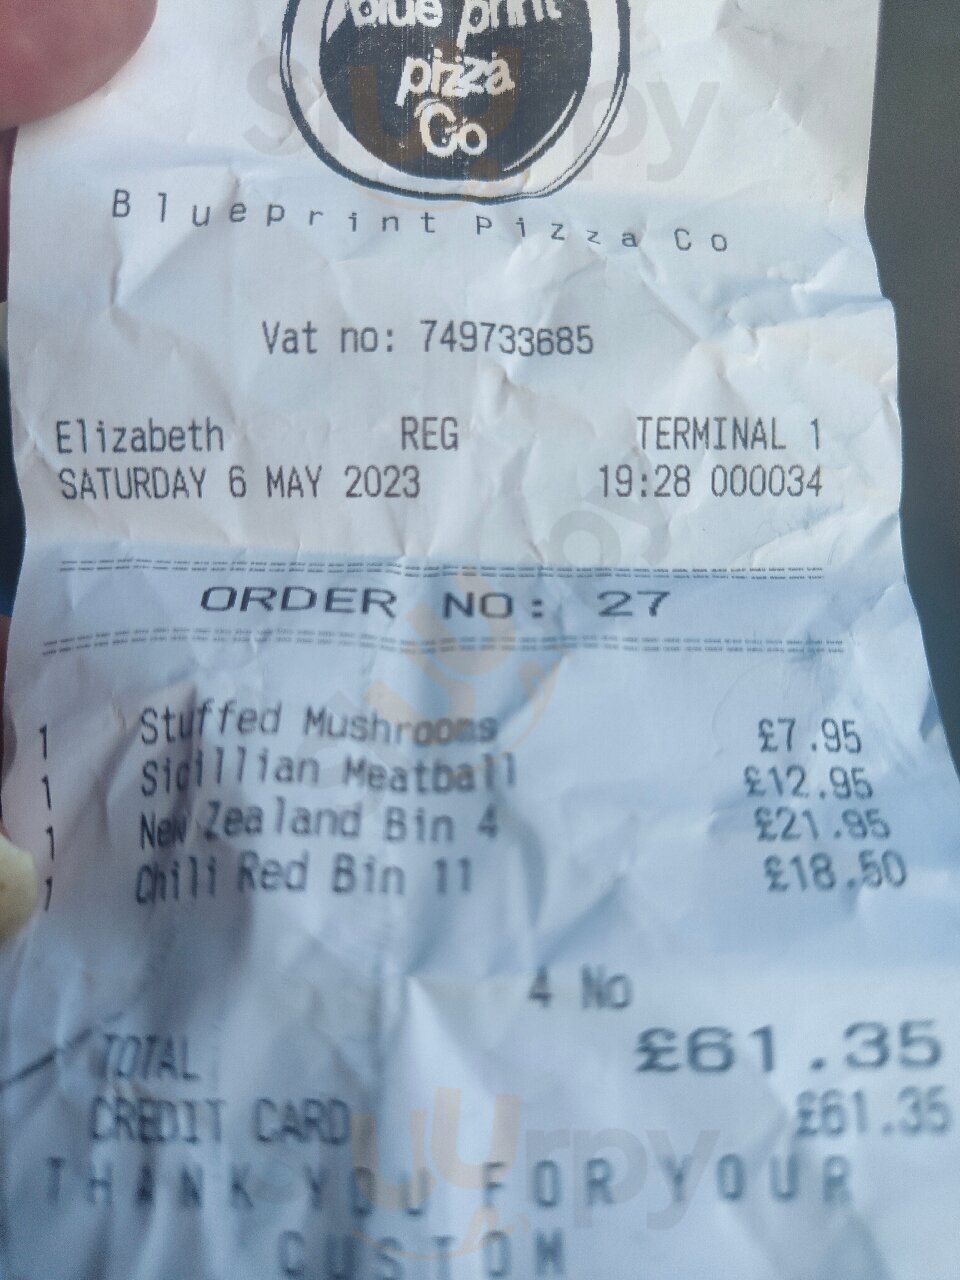 blue print
pizza
Co
Blueprint Pizza Co
Vat no: 749733685
Elizabeth REG TERMINAL 1
SATURDAY 6 MAY 2023 19:28 000034
ORDER NO: 27
1 Stuffed Mushrooms £7.95
1 Sicillian Meatball £12.95
1 New Zealand Bin 4 £21.95
1 Chili Red Bin 11 £18.50
4 No
TOTAL £61.35
CREDIT CARD £61.35
THANK YOU FOR YOUR
CUSTOM
sluurpy
sluurpy
sluurpy